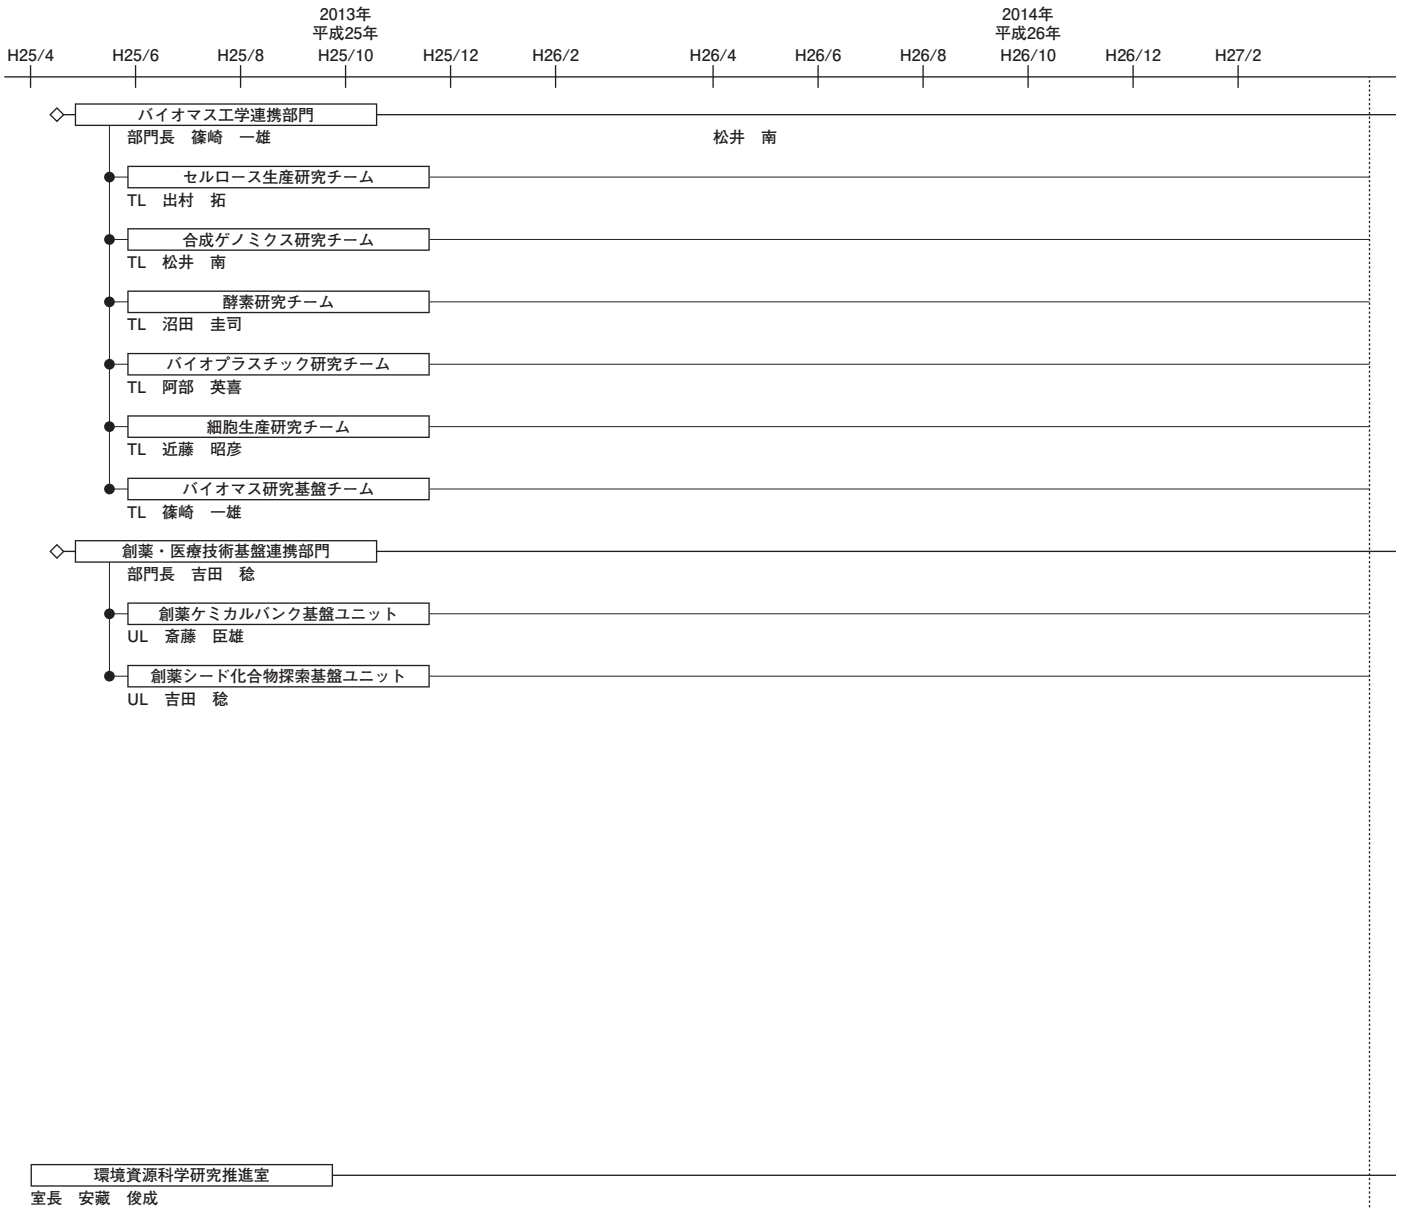 2013年
2014年
平成25年
平成26年
H25/4 H25/6 H25/8 H25/10 H25/12 H26/2 H26/4 H26/6 H26/8 H26/10 H26/12 H27/2
バイオマス工学連携部門
部門長 篠崎 一雄 松井 南
セルロース生産研究チーム
TL 出村 拓
合成ゲノミクス研究チーム
TL 松井 南
酵素研究チーム
TL 沼田 圭司
バイオプラスチック研究チーム
TL 阿部 英喜
細胞生産研究チーム
TL 近藤 昭彦
バイオマス研究基盤チーム
TL 篠崎 一雄
創薬・医療技術基盤連携部門
部門長 吉田 稔
創薬ケミカルバンク基盤ユニット
UL 斎藤 臣雄
創薬シード化合物探索基盤ユニット
UL 吉田 稔
環境資源科学研究推進室
室長 安藏 俊成